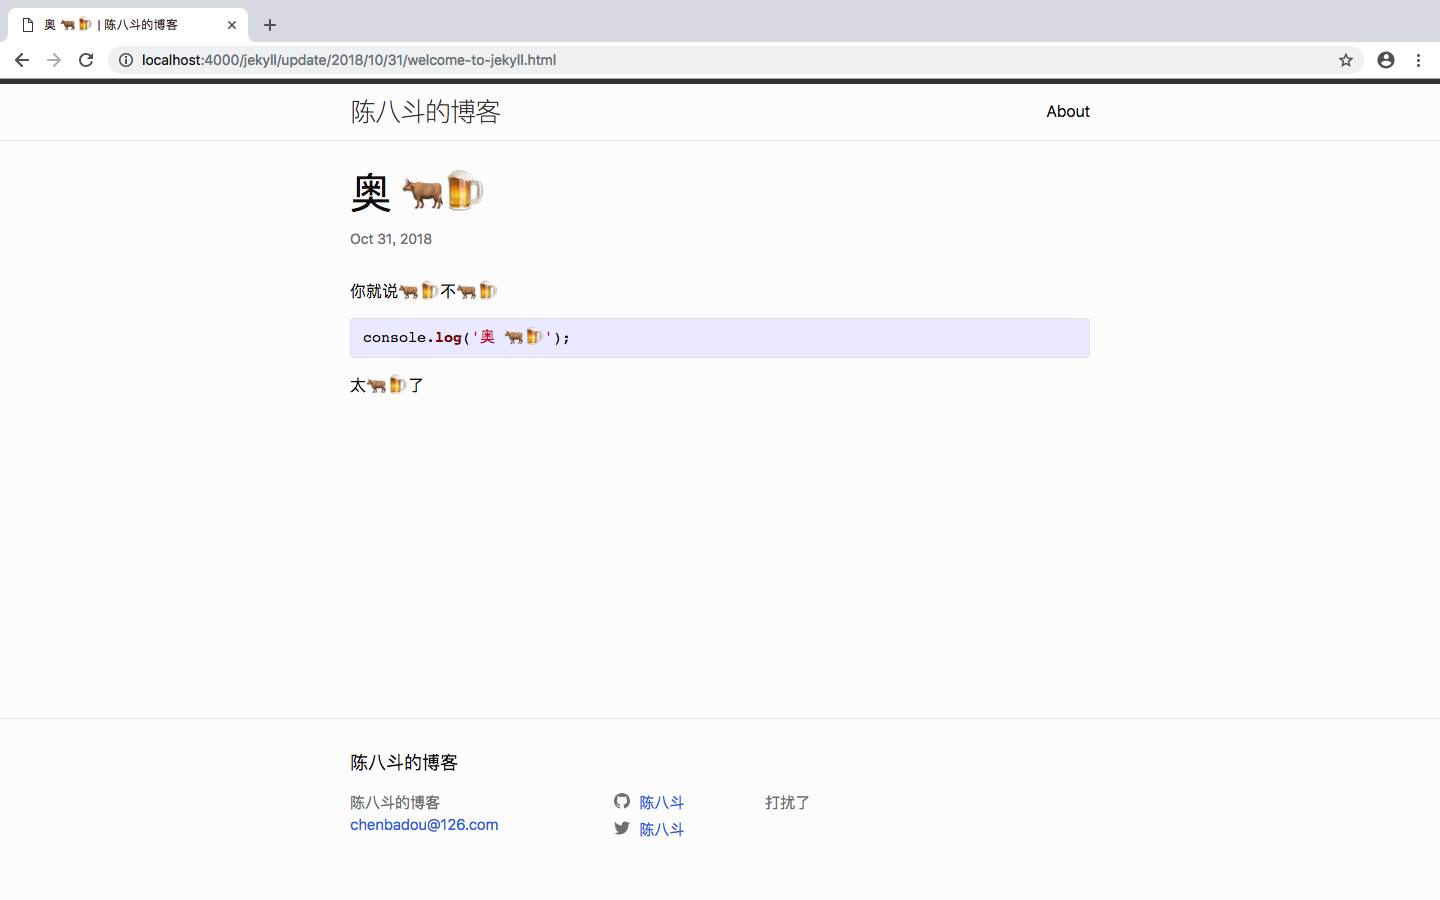 奥 🐂🍺 | 陈八斗的博客
localhost:4000/jekyll/update/2018/10/31/welcome-to-jekyll.html
陈八斗的博客
About
奥 🐂🍺
Oct 31, 2018
你就说🐂🍺不🐂🍺
console.log('奥 🐂🍺');
太🐂🍺了
陈八斗的博客
陈八斗的博客
chenbadou@126.com
陈八斗
陈八斗
打扰了